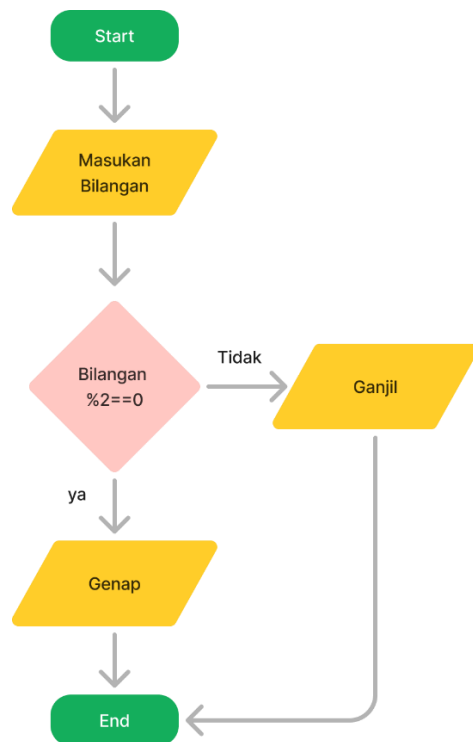 Start
Masukan
Bilangan
Bilangan
%2==0
Tidak
Ganjil
ya
Genap
End